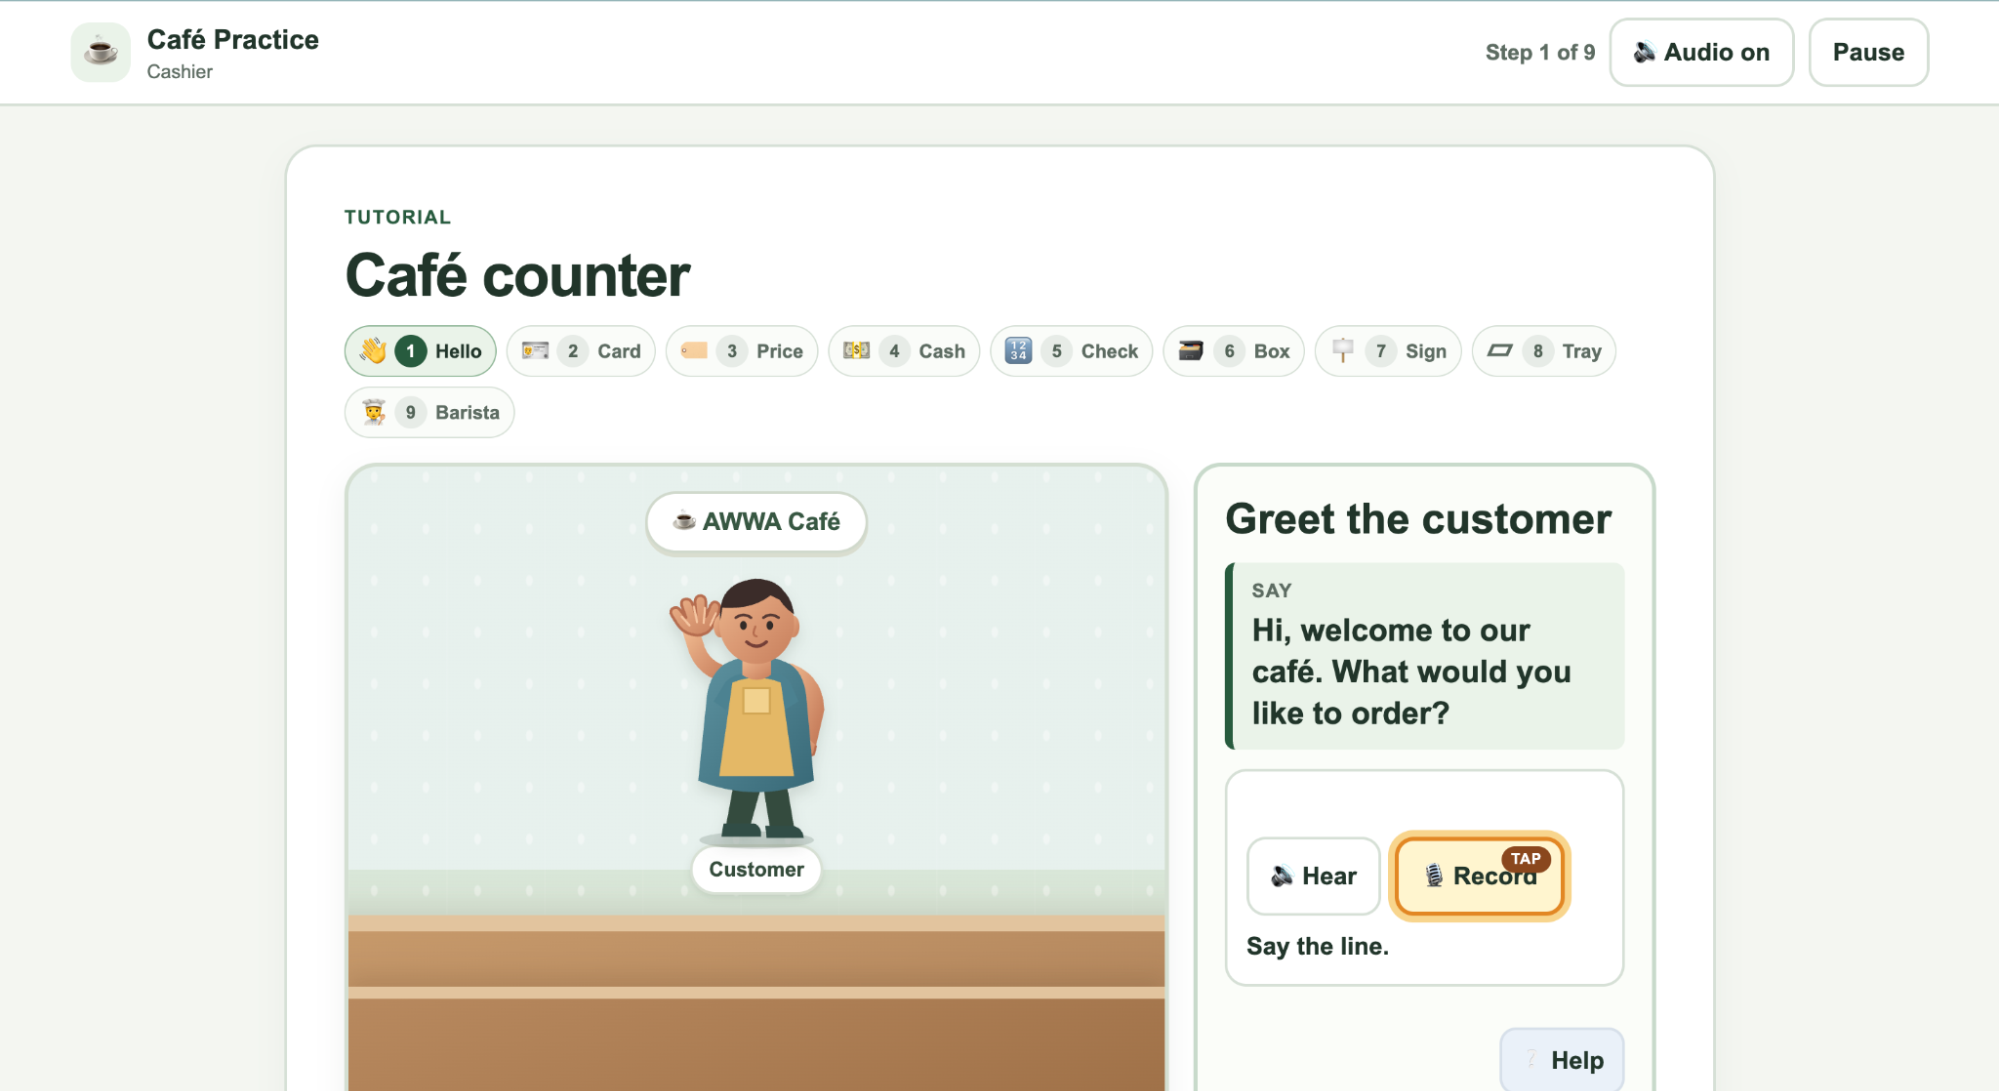 Café Practice
Cashier
Step 1 of 9
Audio on
Pause
TUTORIAL
Café counter
1 Hello
2 Card
3 Price
4 Cash
5 Check
6 Box
7 Sign
8 Tray
9 Barista
AWWA Café
Customer
Greet the customer
SAY
Hi, welcome to our
café. What would you
like to order?
Hear
TAP
Record
Say the line.
Help